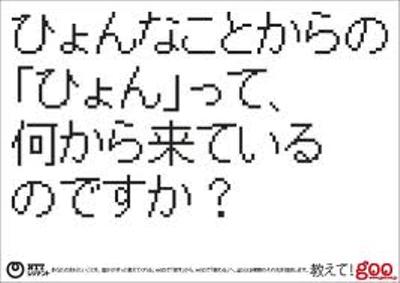 ひょんなことからの
「ひょん」って、
何から来ている
のですか？
教えて!goo